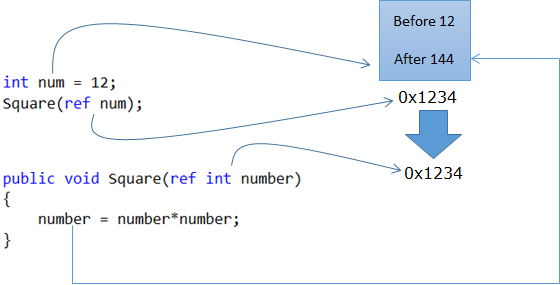 Before 12
After 144
int num = 12;
Square(ref num);
0x1234
public void Square(ref int number)
0x1234
{
number = number*number;
}